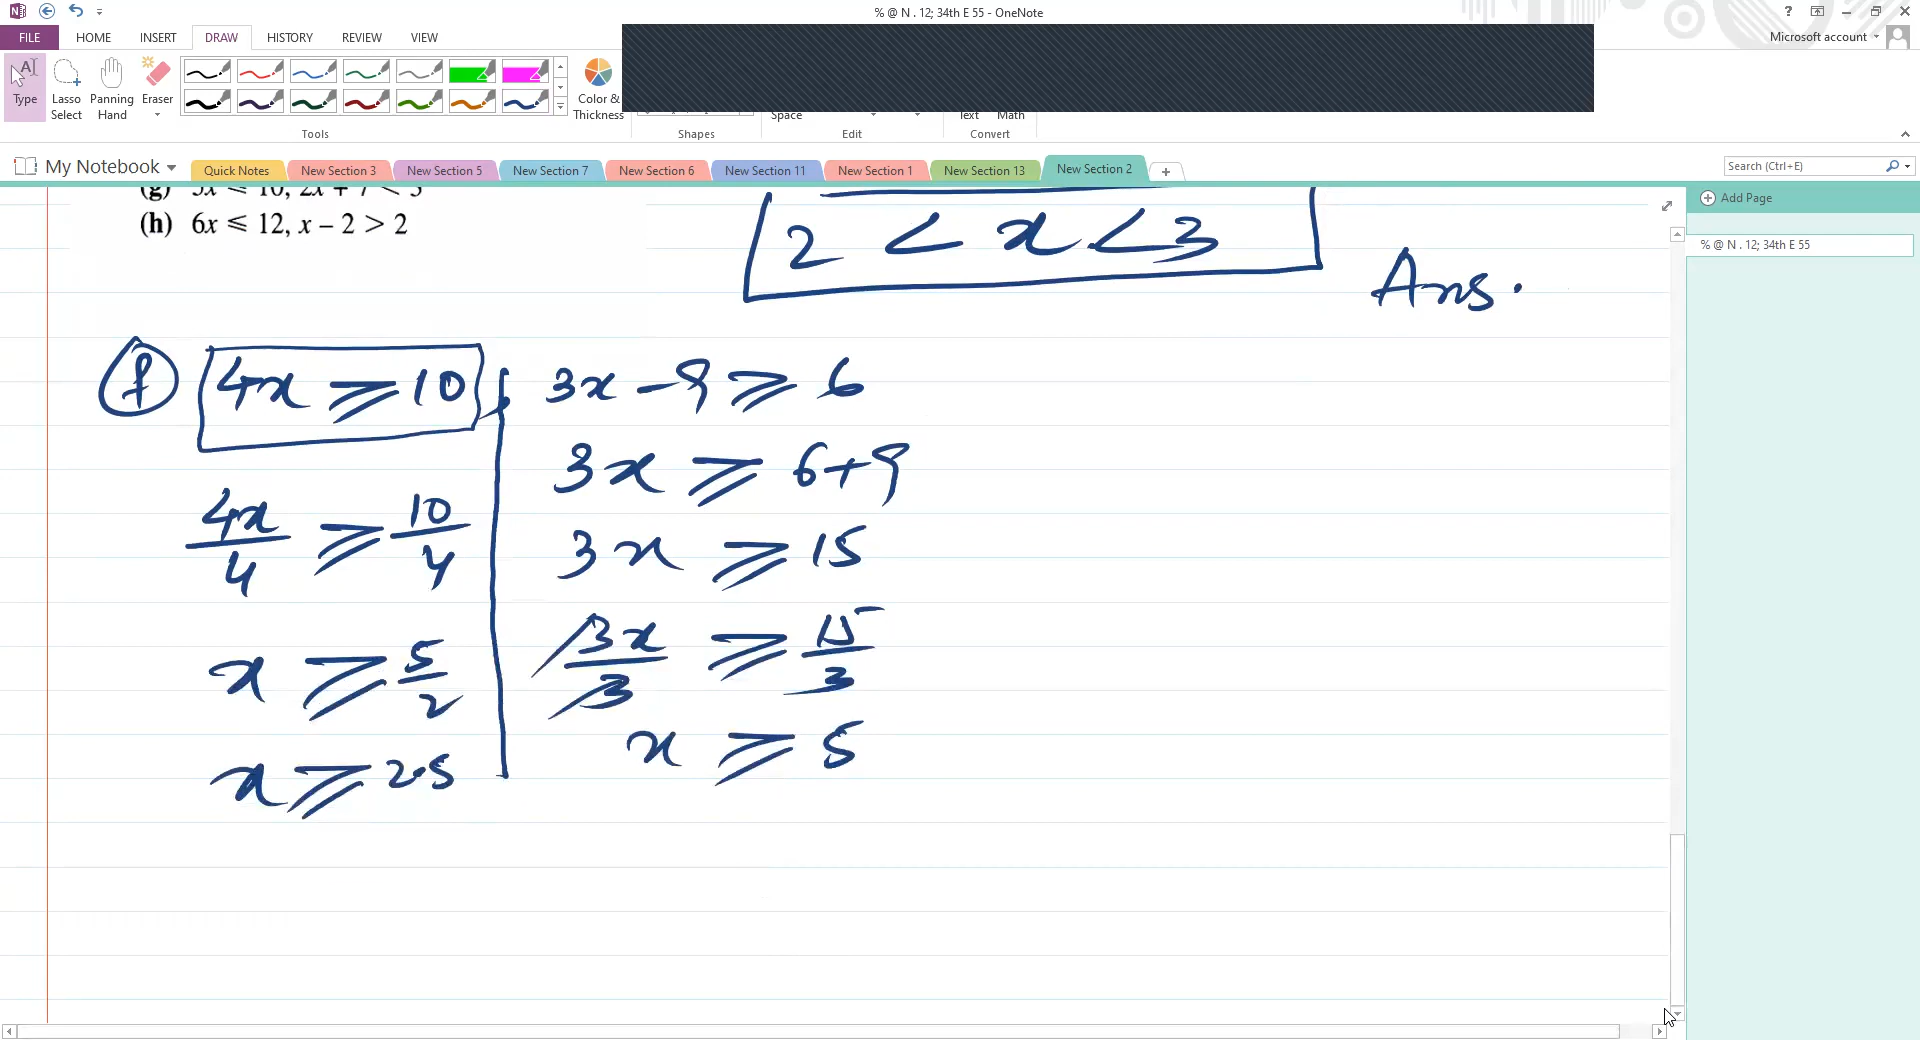 % @ N . 12; 34th E 55 - OneNote
?
Microsoft account
FILE HOME INSERT DRAW HISTORY REVIEW VIEW
Type
Lasso Select
Panning Hand
Eraser
Color & Thickness
Space
Text
Math
Tools Shapes Edit Convert
My Notebook Quick Notes New Section 3 New Section 5 New Section 7 New Section 6 New Section 11 New Section 1 New Section 13 New Section 2 +
Search (Ctrl+E)
Add Page
% @ N . 12; 34th E 55
(h) 6x ⩽ 12, x – 2 > 2
2 < x < 3
Ans.
f 4x ⩾ 10, 3x - 9 ⩾ 6
3x ⩾ 6+9
4x/4 ⩾ 10/4
3x ⩾ 15
x ⩾ 5/2
3x/3 ⩾ 15/3
x ⩾ 2.5
x ⩾ 5